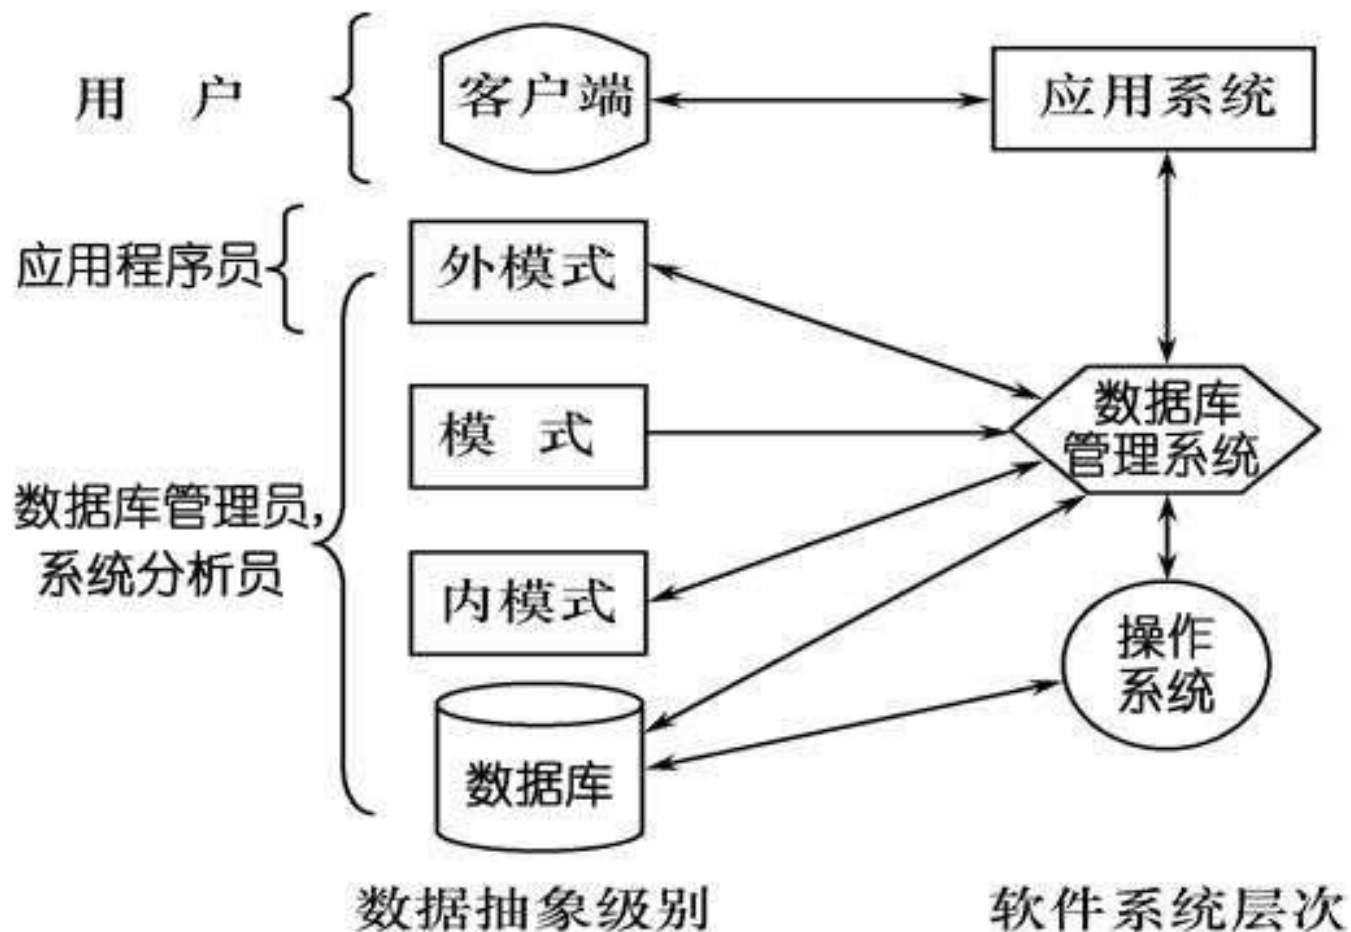 用 户
客户端
应用系统
应用程序员
外模式
模 式
数据库
管理系统
数据库管理员,
系统分析员
内模式
操作
系统
数据库
数据抽象级别
软件系统层次